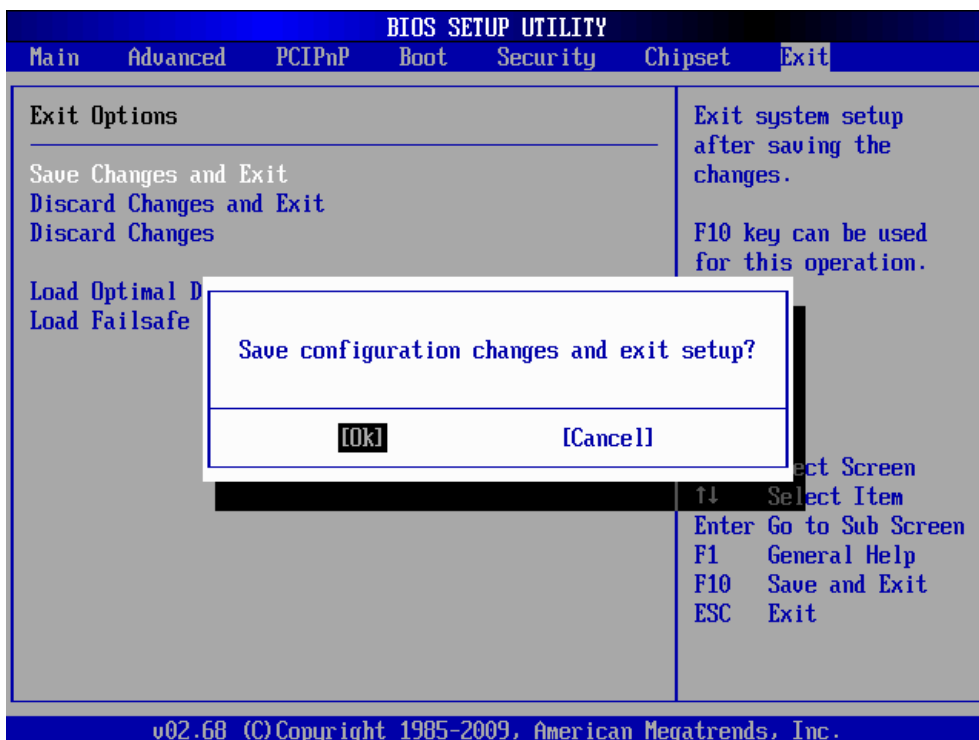 BIOS SETUP UTILITY
Main Advanced PCIPnP Boot Security Chipset Exit
Exit Options
Save Changes and Exit
Discard Changes and Exit
Discard Changes
Load Optimal D
Load Failsafe
Exit system setup
after saving the
changes.
F10 key can be used
for this operation.
Save configuration changes and exit setup?
[Ok] [Cancel]
ect Screen
↑↓ Select Item
Enter Go to Sub Screen
F1 General Help
F10 Save and Exit
ESC Exit
v02.68 (C)Copyright 1985-2009, American Megatrends, Inc.